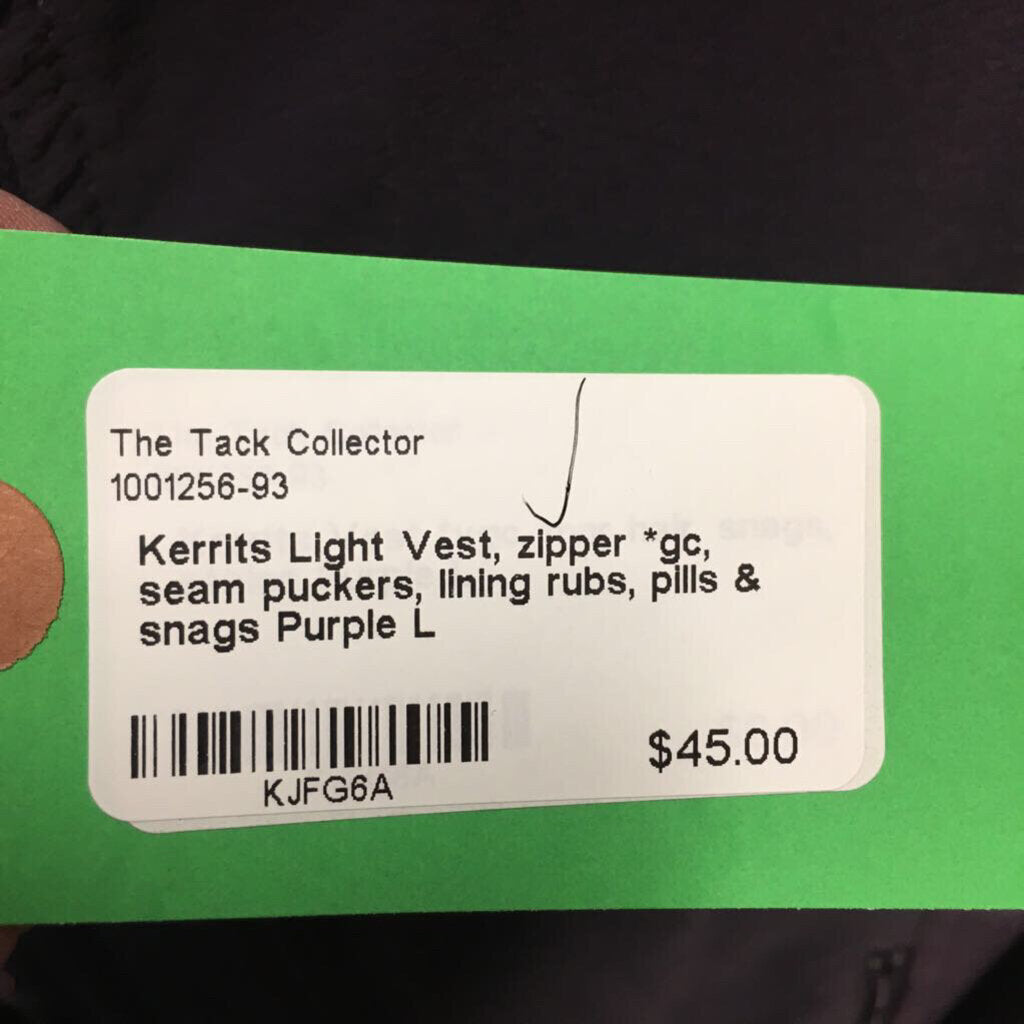 The Tack Collector
1001256-93
Kerrits Light Vest, zipper *gc,
seam puckers, lining rubs, pills &
snags Purple L
KJFG6A
$45.00